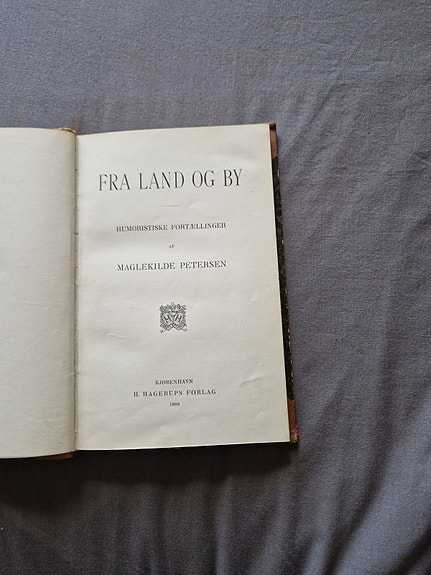 FRA LAND OG BY
HUMORISTISKE FORTÆLLINGER
AF
MAGLEKILDE PETERSEN
KJØBENHAVN
H. HAGERUPS FORLAG
1900